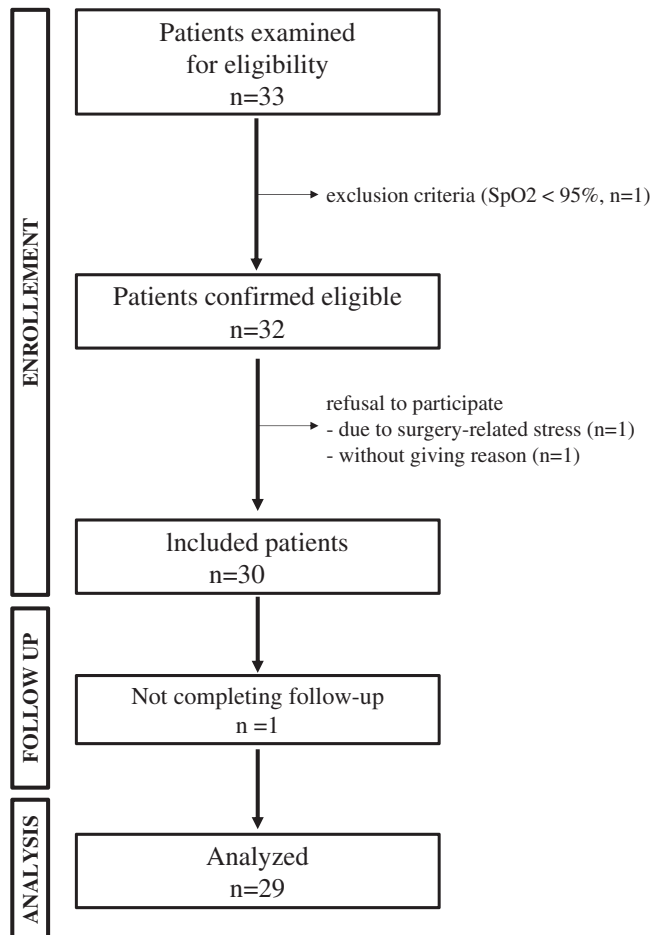 Patients examined
for eligibility
n=33
exclusion criteria (SpO2 < 95%, n=1)
ENROLLEMENT
Patients confirmed eligible
n=32
refusal to participate
- due to surgery-related stress (n=1)
- without giving reason (n=1)
Included patients
n=30
FOLLOW UP
Not completing follow-up
n =1
ANALYSIS
Analyzed
n=29